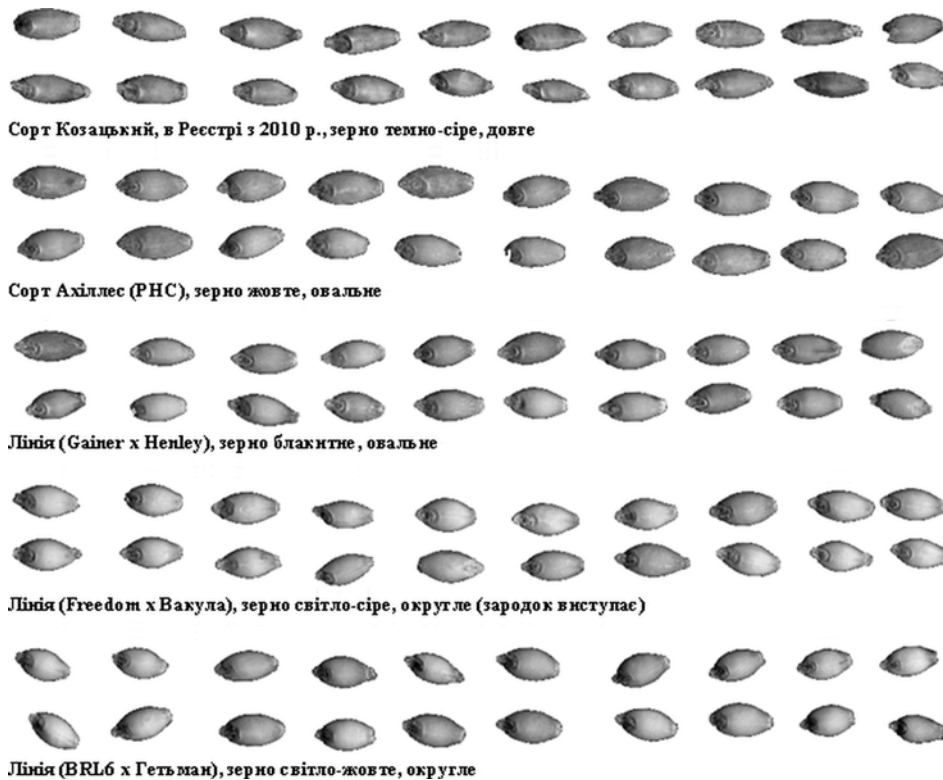 Сорт Козацький, в Реєстрі з 2010 р., зерно темно-сіре, довге
Сорт Ахіллес (РНС), зерно жовте, овальне
Лінія (Gainer x Henley), зерно блакитне, овальне
Лінія (Freedom x Вакула), зерно світло-сіре, округле (зародок виступає)
Лінія (BRL6 x Гетьман), зерно світло-жовте, округле